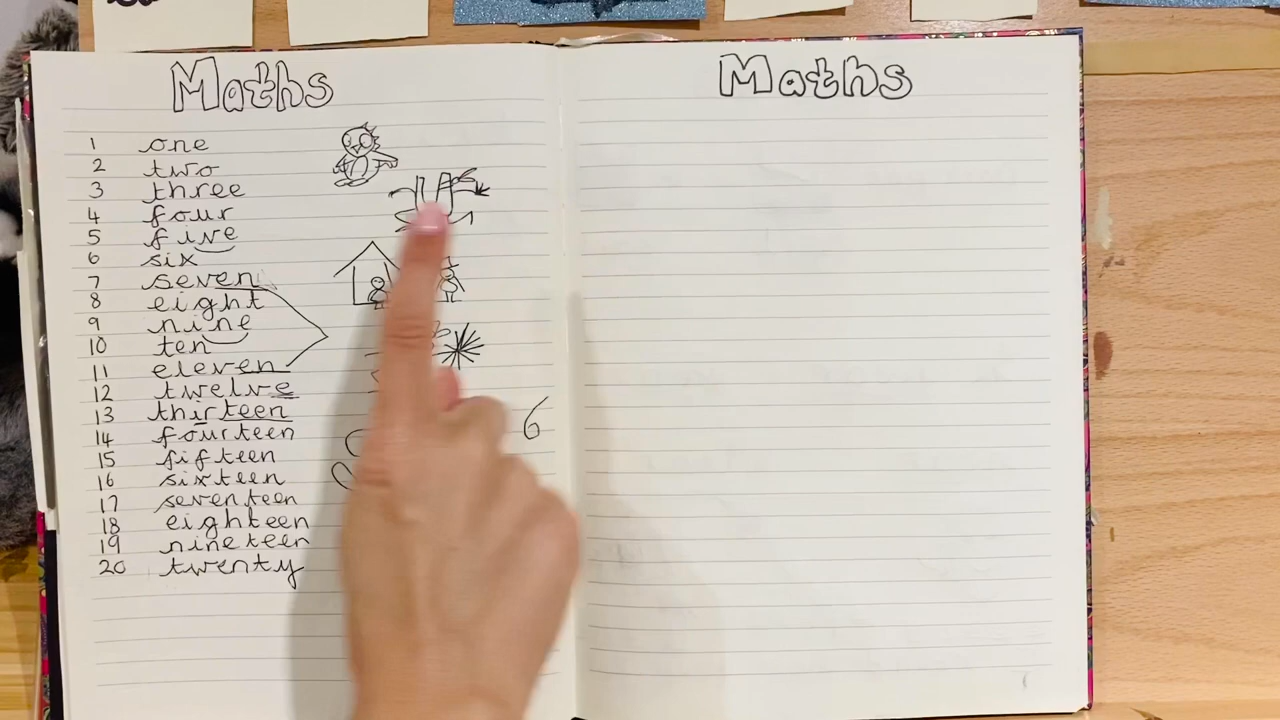 Maths
1 one
2 two
3 three
4 four
5 five
6 six
7 seven
8 eight
9 nine
10 ten
11 eleven
12 twelve
13 thirteen
14 fourteen
15 fifteen
16 sixteen
17 seventeen
18 eighteen
19 nineteen
20 twenty
6
Maths